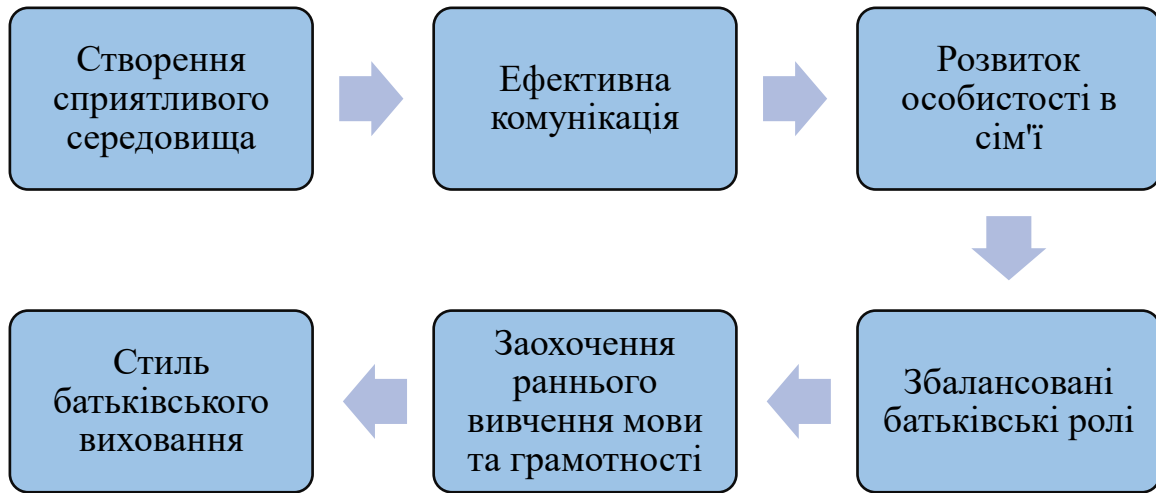 Створення
сприятливого
середовища
Ефективна
комунікація
Розвиток
особистості в
сім'ї
Збалансовані
батьківські ролі
Заохочення
раннього
вивчення мови
та грамотності
Стиль
батьківського
виховання